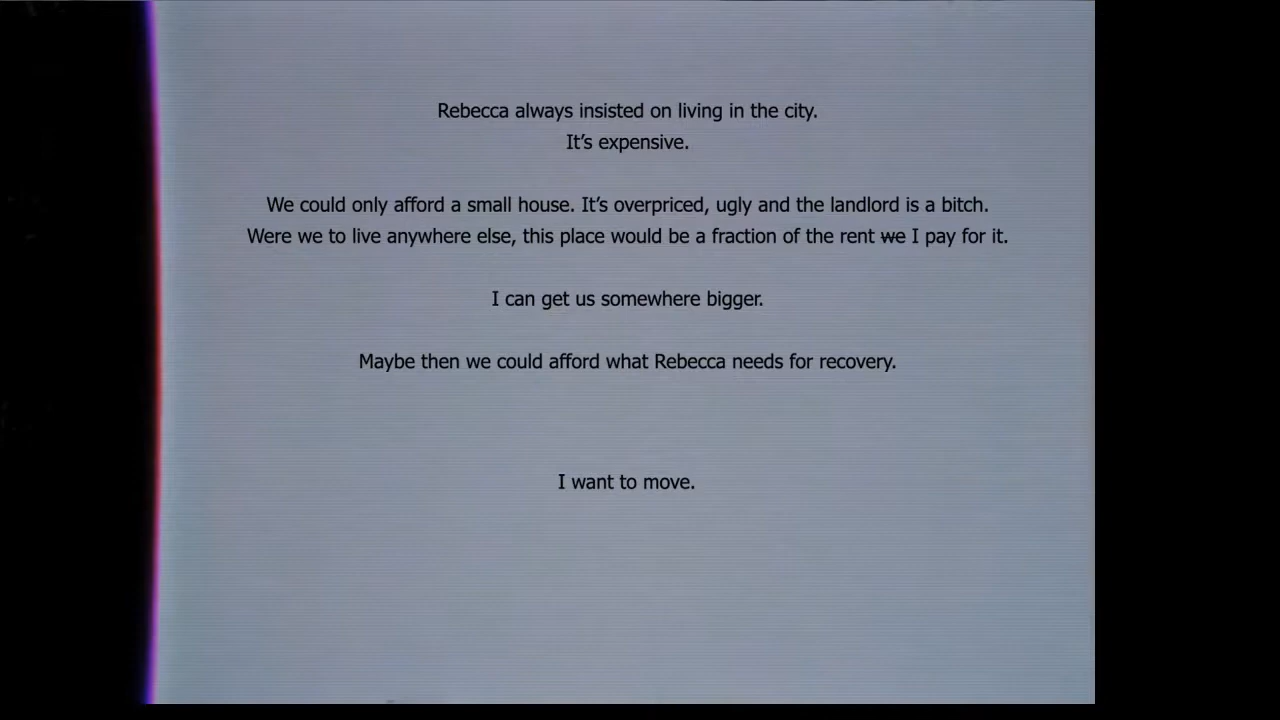 Rebecca always insisted on living in the city.
It’s expensive.
We could only afford a small house. It’s overpriced, ugly and the landlord is a bitch.
Were we to live anywhere else, this place would be a fraction of the rent we I pay for it.
I can get us somewhere bigger.
Maybe then we could afford what Rebecca needs for recovery.
I want to move.